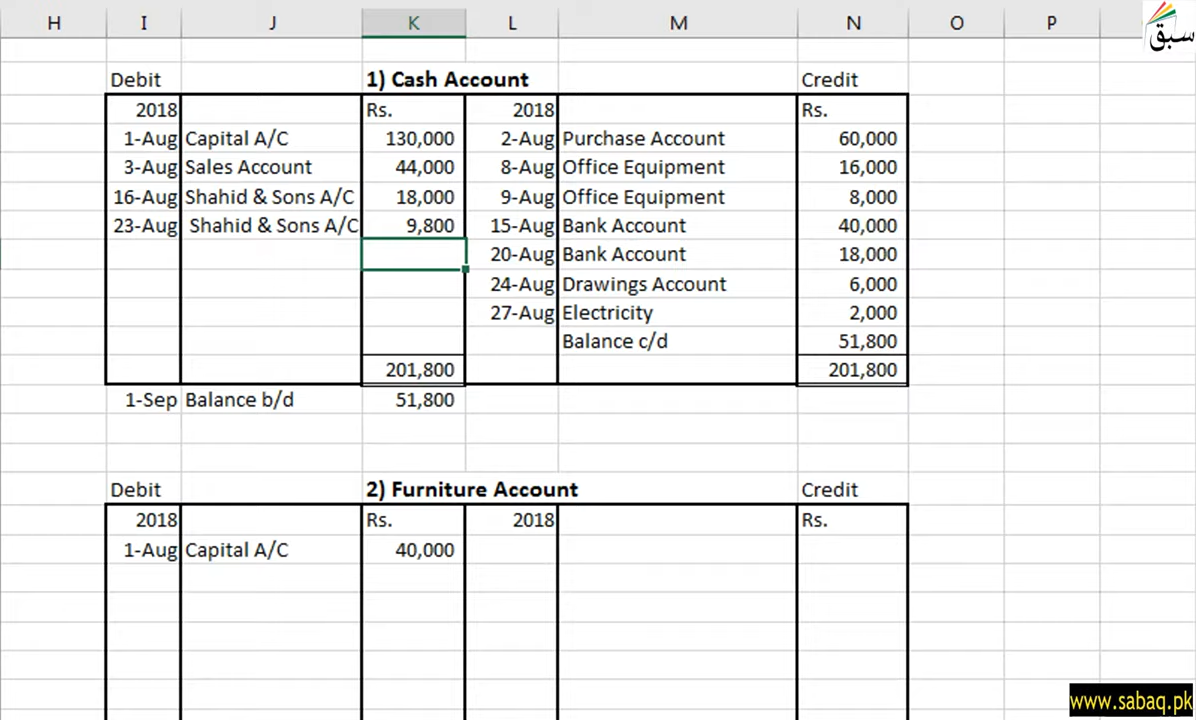 H I J K L M N O P
سبق
Debit 1) Cash Account Credit
2018 Rs. 2018 Rs.
1-Aug Capital A/C 130,000 2-Aug Purchase Account 60,000
3-Aug Sales Account 44,000 8-Aug Office Equipment 16,000
16-Aug Shahid & Sons A/C 18,000 9-Aug Office Equipment 8,000
23-Aug Shahid & Sons A/C 9,800 15-Aug Bank Account 40,000
20-Aug Bank Account 18,000
24-Aug Drawings Account 6,000
27-Aug Electricity 2,000
Balance c/d 51,800
201,800 201,800
1-Sep Balance b/d 51,800
Debit 2) Furniture Account Credit
2018 Rs. 2018 Rs.
1-Aug Capital A/C 40,000
www.sabaq.pk